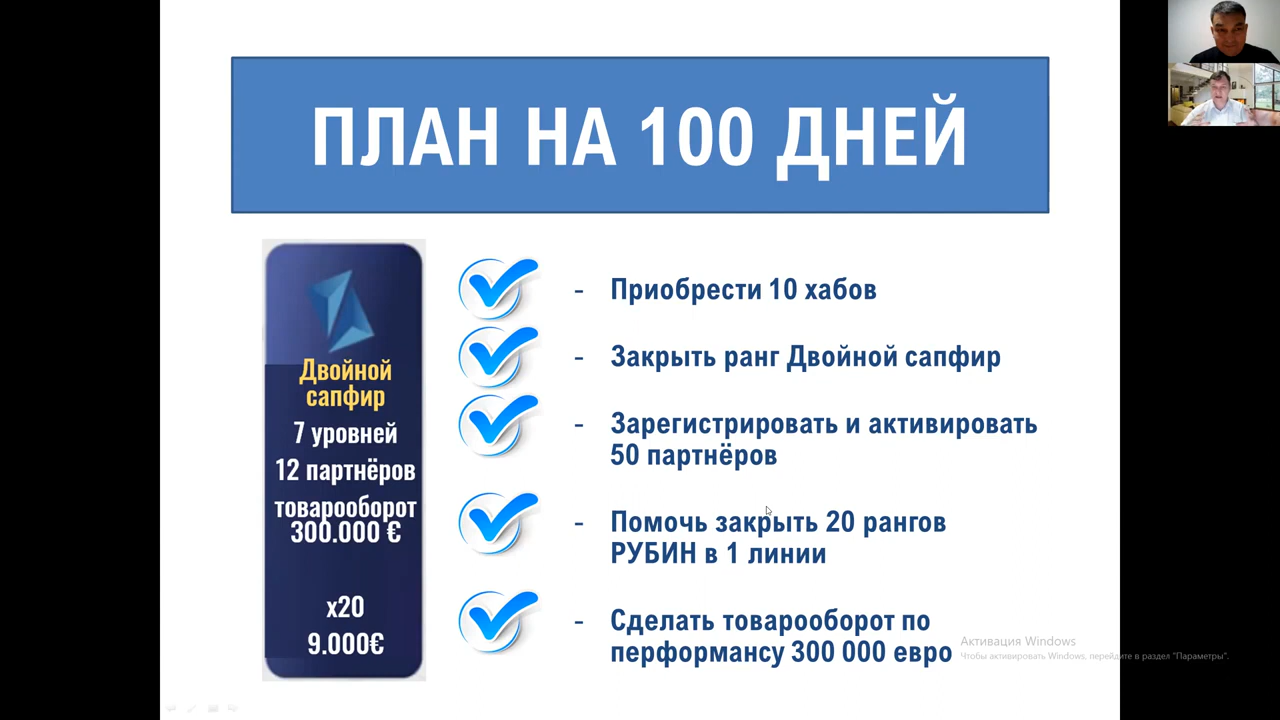 ПЛАН НА 100 ДНЕЙ
Двойной
сапфир
7 уровней
12 партнёров
товарооборот
300.000 €
x20
9.000€
- Приобрести 10 хабов
- Закрыть ранг Двойной сапфир
- Зарегистрировать и активировать
50 партнёров
- Помочь закрыть 20 рангов
РУБИН в 1 линии
- Сделать товарооборот по
перформансу 300 000 евро
Активация Windows
Чтобы активировать Windows, перейдите в раздел "Параметры".